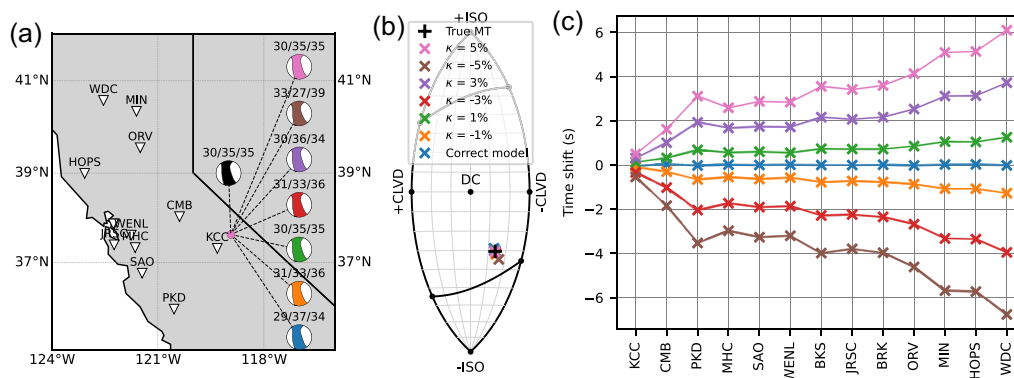 (a)
41°N
39°N
37°N
124°W
121°W
118°W
41°N
39°N
37°N
WDC
MIN
ORV
HOPS
CMB
WENL
KCC
SAO
PKD
30/35/35
30/35/35
33/27/39
30/36/34
31/33/36
30/35/35
31/33/36
29/37/34
(b)
+ISO
True MT
κ = 5%
κ = -5%
κ = 3%
κ = -3%
κ = 1%
κ = -1%
Correct model
DC
+CLVD
-CLVD
-ISO
(c)
Time shift (s)
6
4
2
0
−2
−4
−6
KCC
CMB
PKD
MHC
SAO
WENL
BKS
JRSC
BRK
ORV
MIN
HOPS
WDC